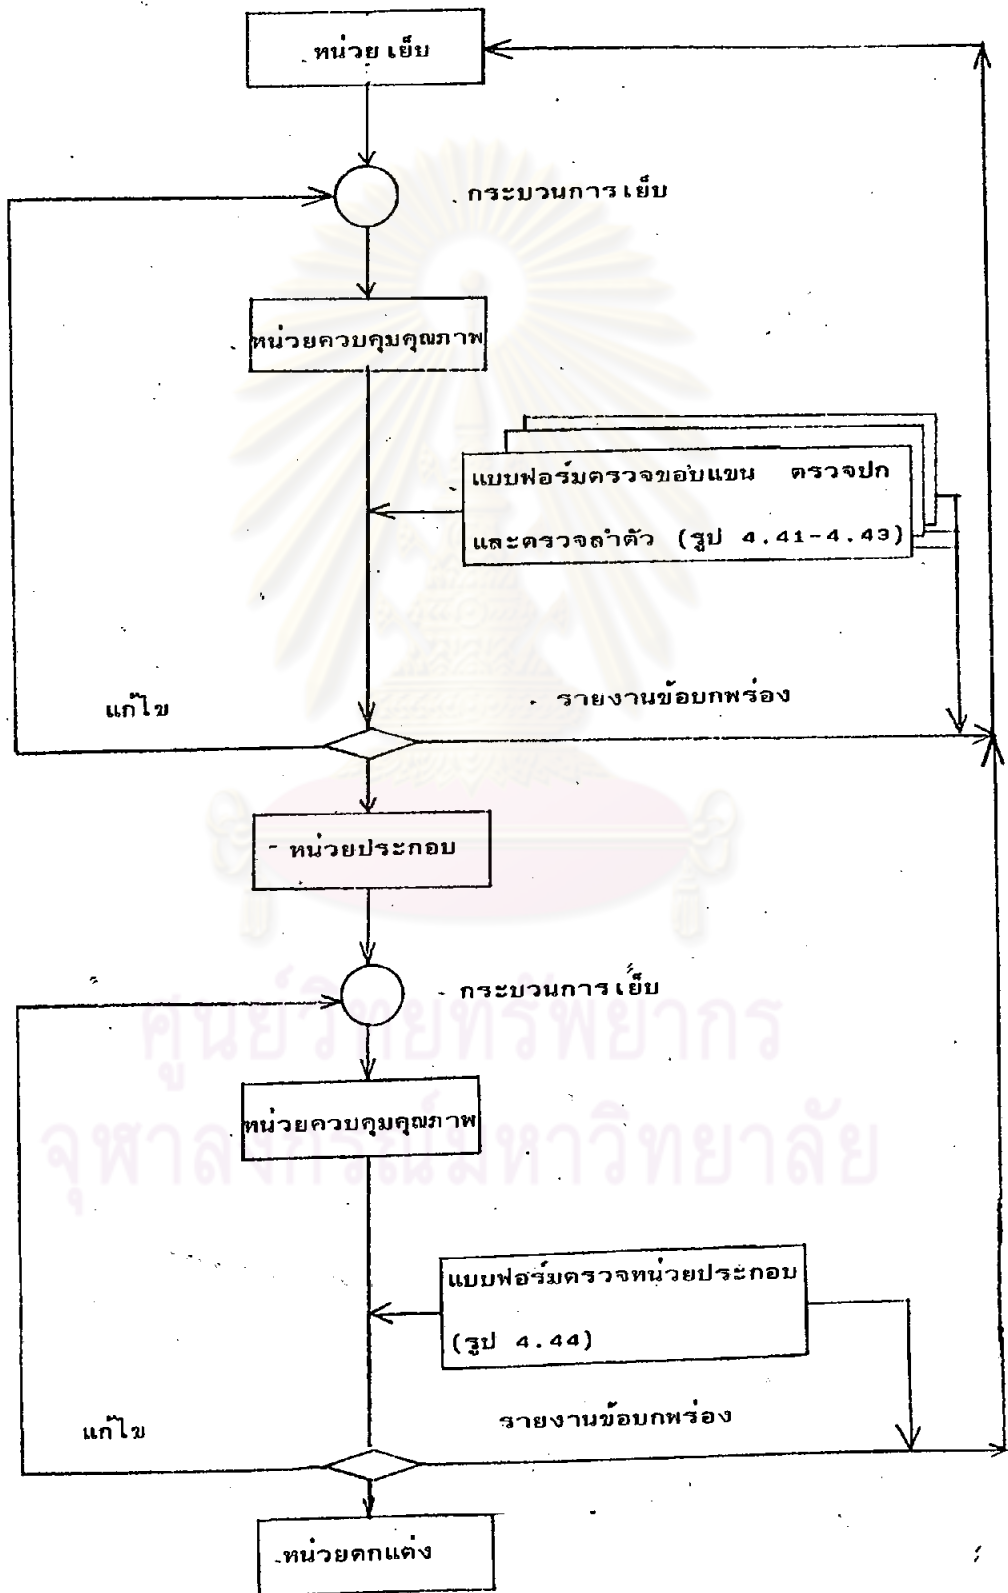 หน่วยเย็บ
กระบวนการเย็บ
หน่วยควบคุมคุณภาพ
แบบฟอร์มตรวจขอบแขน ตรวจปก
และตรวจลำตัว (รูป 4.41-4.43)
แก้ไข
รายงานข้อบกพร่อง
หน่วยประกอบ
กระบวนการเย็บ
ศูนย์วิทยทรัพยากร
หน่วยควบคุมคุณภาพ
จุฬาลงกรณ์มหาวิทยาลัย
แบบฟอร์มตรวจหน่วยประกอบ
(รูป 4.44)
แก้ไข
รายงานข้อบกพร่อง
หน่วยตกแต่ง